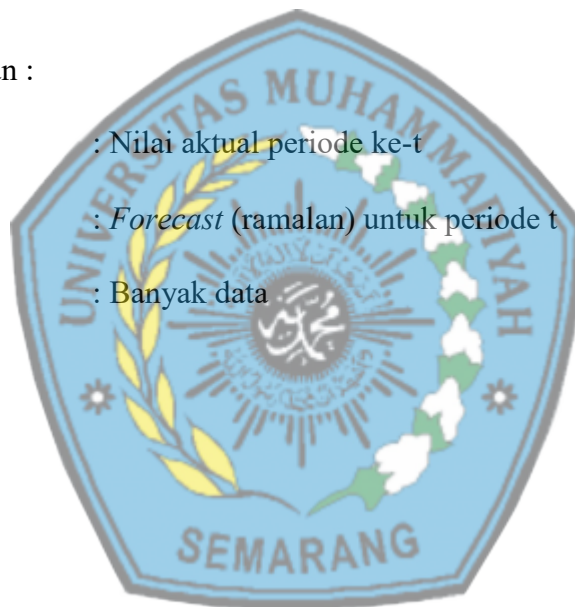 n :
: Nilai aktual periode ke-t
: Forecast (ramalan) untuk periode t
: Banyak data
UNIVERSITAS MUHAMMADIYAH
SEMARANG